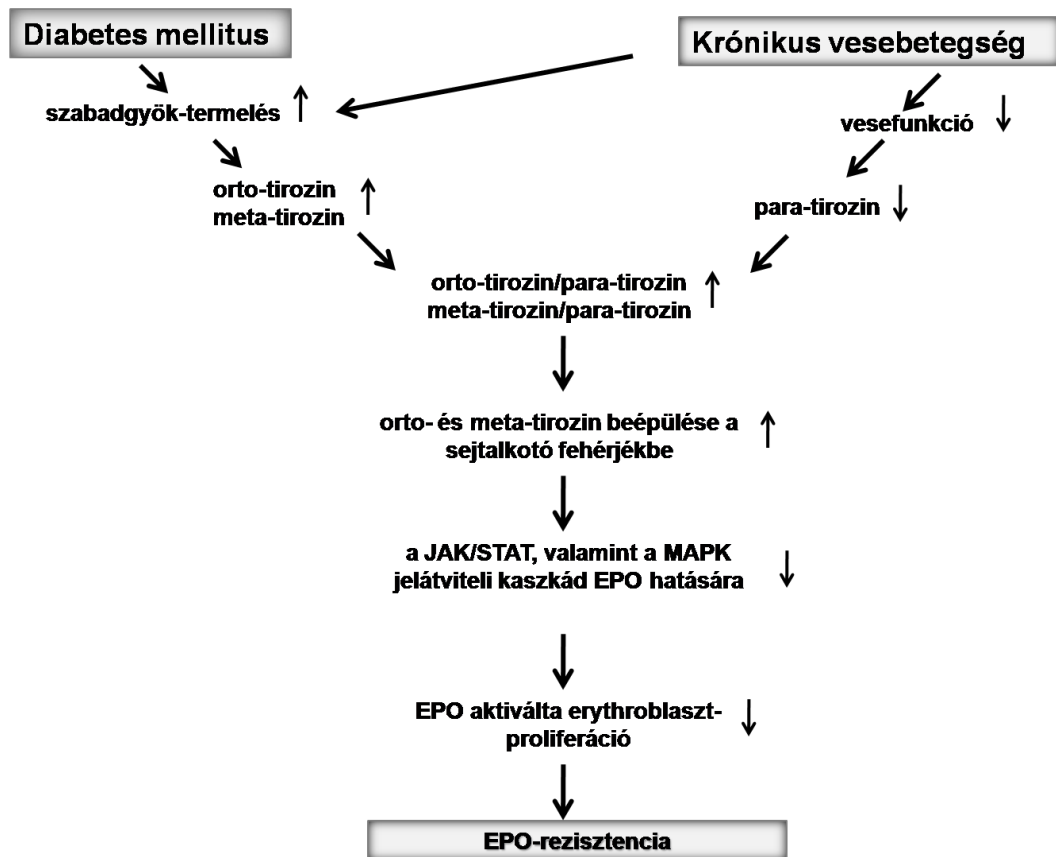 Diabetes mellitus
Krónikus vesebetegség
szabadgyök-termelés
vesefunkció
orto-tirozin
meta-tirozin
para-tirozin
orto-tirozin/para-tirozin
meta-tirozin/para-tirozin
orto- és meta-tirozin beépülése a
sejtalkotó fehérjékbe
a JAK/STAT, valamint a MAPK
jelátviteli kaszkád EPO hatására
EPO aktiválta erythroblaszt-
proliferáció
EPO-rezisztencia